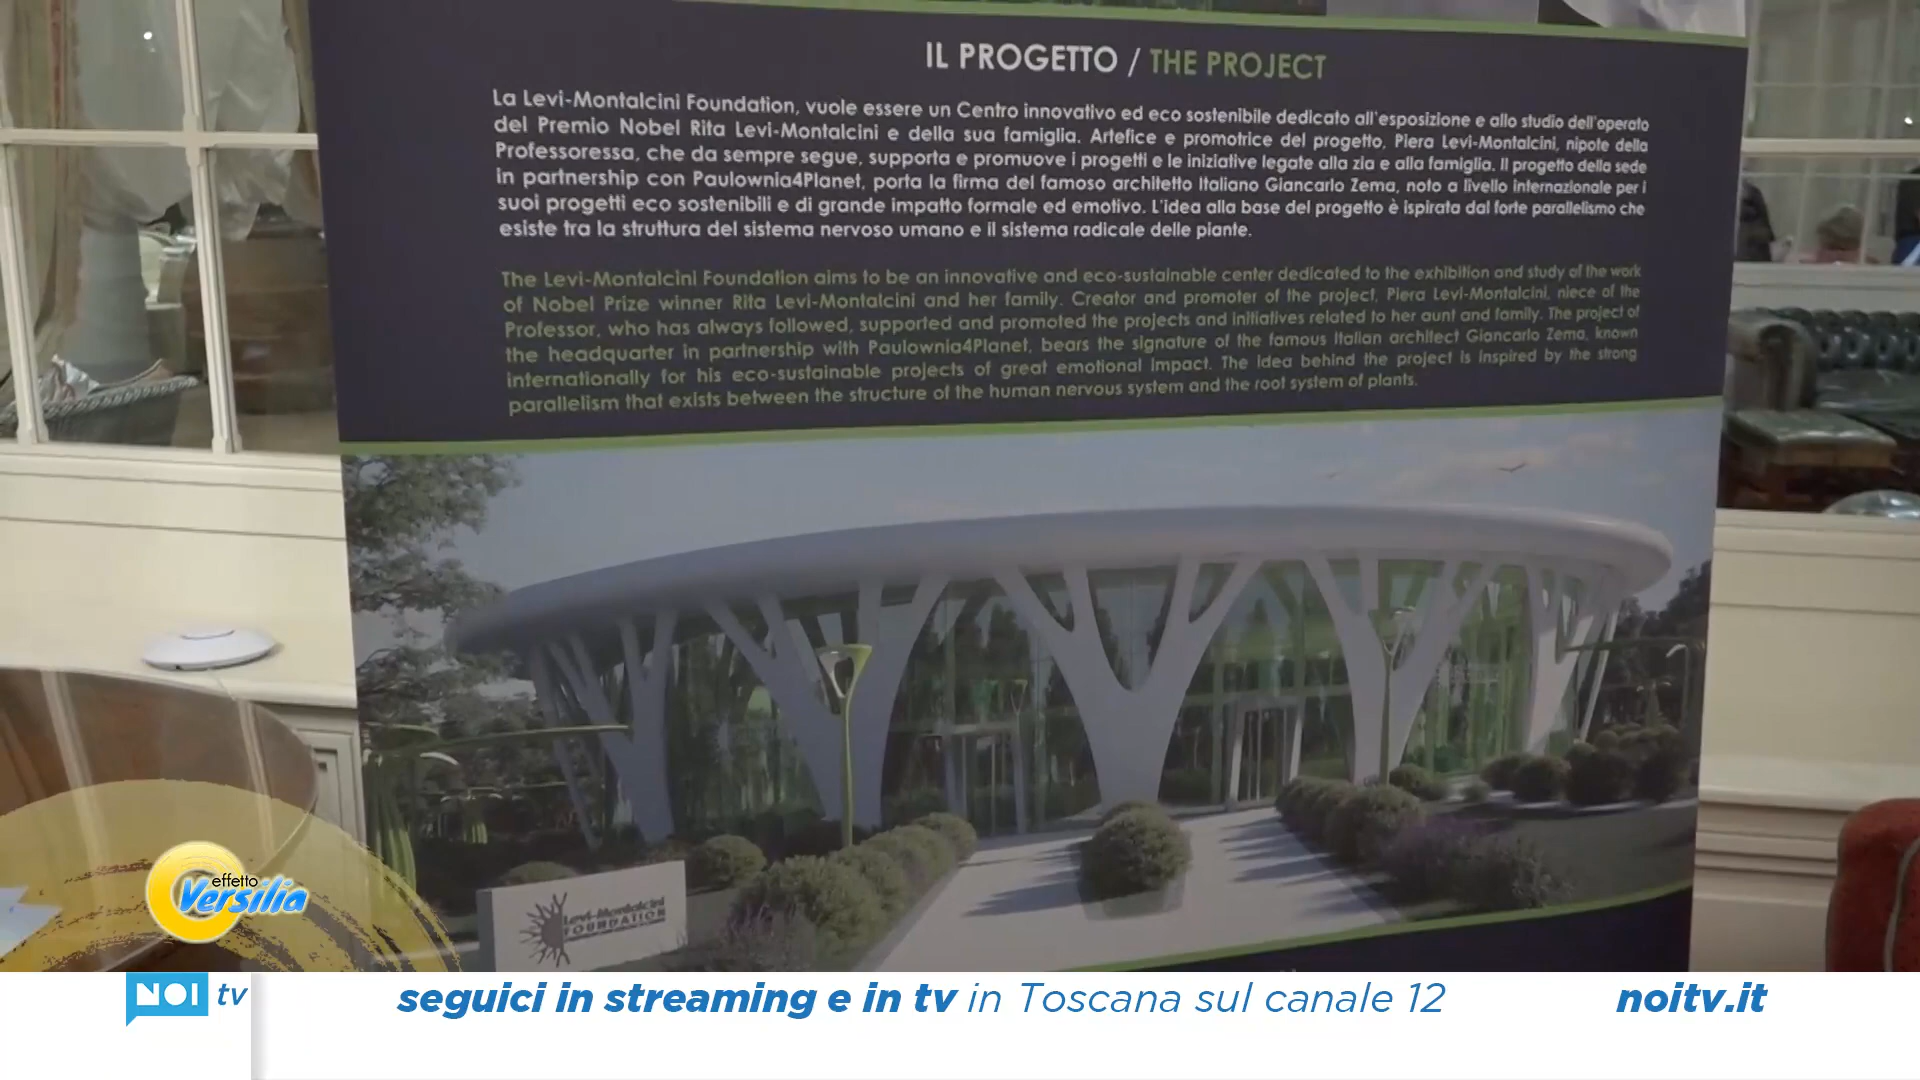 IL PROGETTO / THE PROJECT
La Levi-Montalcini Foundation, vuole essere un Centro innovativo ed eco sostenibile dedicato all'esposizione e allo studio dell'operato
del Premio Nobel Rita Levi-Montalcini e della sua famiglia. Artefice e promotrice del progetto, Piera Levi-Montalcini, nipote della
Professoressa, che da sempre segue, supporta e promuove i progetti e le iniziative legate alla zia e alla famiglia. Il progetto della sede
in partnership con Paulownia4Planet, porta la firma del famoso architetto Italiano Giancarlo Zema, noto a livello internazionale per i
suoi progetti eco sostenibili e di grande impatto formale ed emotivo. L'idea alla base del progetto è ispirata dal forte parallelismo che
esiste tra la struttura del sistema nervoso umano e il sistema radicale delle piante.
The Levi-Montalcini Foundation aims to be an innovative and eco-sustainable center dedicated to the exhibition and study of the work
of Nobel Prize winner Rita Levi-Montalcini and her family. Creator and promoter of the project, Piera Levi-Montalcini, niece of the
Professor, who has always followed, supported and promoted the projects and initiatives related to her aunt and family. The project of
the headquarter in partnership with Paulownia4Planet, bears the signature of the famous Italian architect Giancarlo Zema, known
internationally for his eco-sustainable projects of great emotional impact. The idea behind the project is inspired by the strong
parallelism that exists between the structure of the human nervous system and the root system of plants.
Levi-Montalcini
FOUNDATION
effetto
Versilia
NOI tv
seguici in streaming e in tv in Toscana sul canale 12
noitv.it